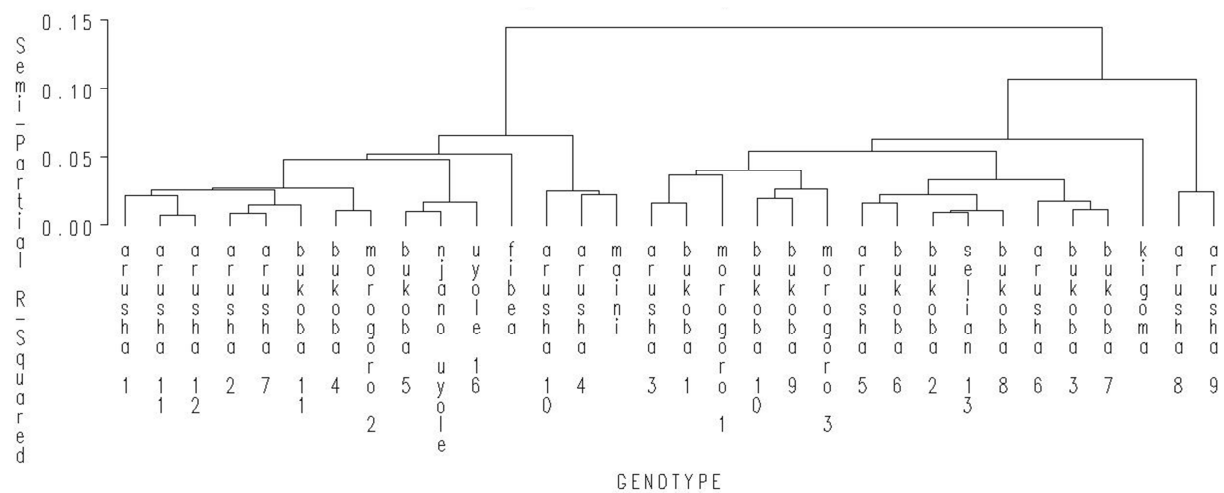 Semi-Partial R-Squared
0.15
0.10
0.05
0.00
arusha 1
arusha 11
arusha 12
arusha 2
arusha 7
bukoba 11
bukoba 4
morogoro 2
bukoba 5
njano uyole
uyole 16
fibea
arusha 10
arusha 4
maini
arusha 3
bukoba 1
morogoro 1
bukoba 10
bukoba 9
morogoro 3
arusha 5
bukoba 6
bukoba 2
selian 13
bukoba 8
arusha 6
bukoba 3
bukoba 7
kigoma
arusha 8
arusha 9
GENOTYPE